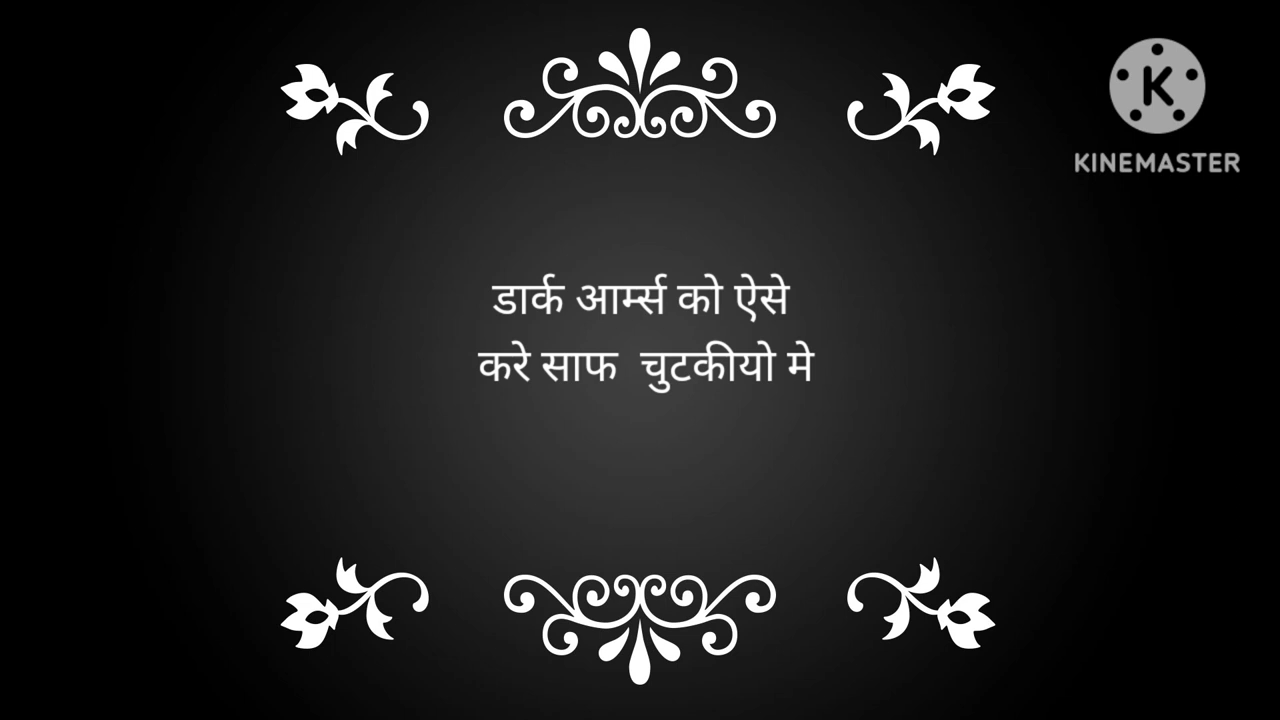 KINEMASTER
डार्क आर्म्स को ऐसे
करे साफ चुटकीयो मे